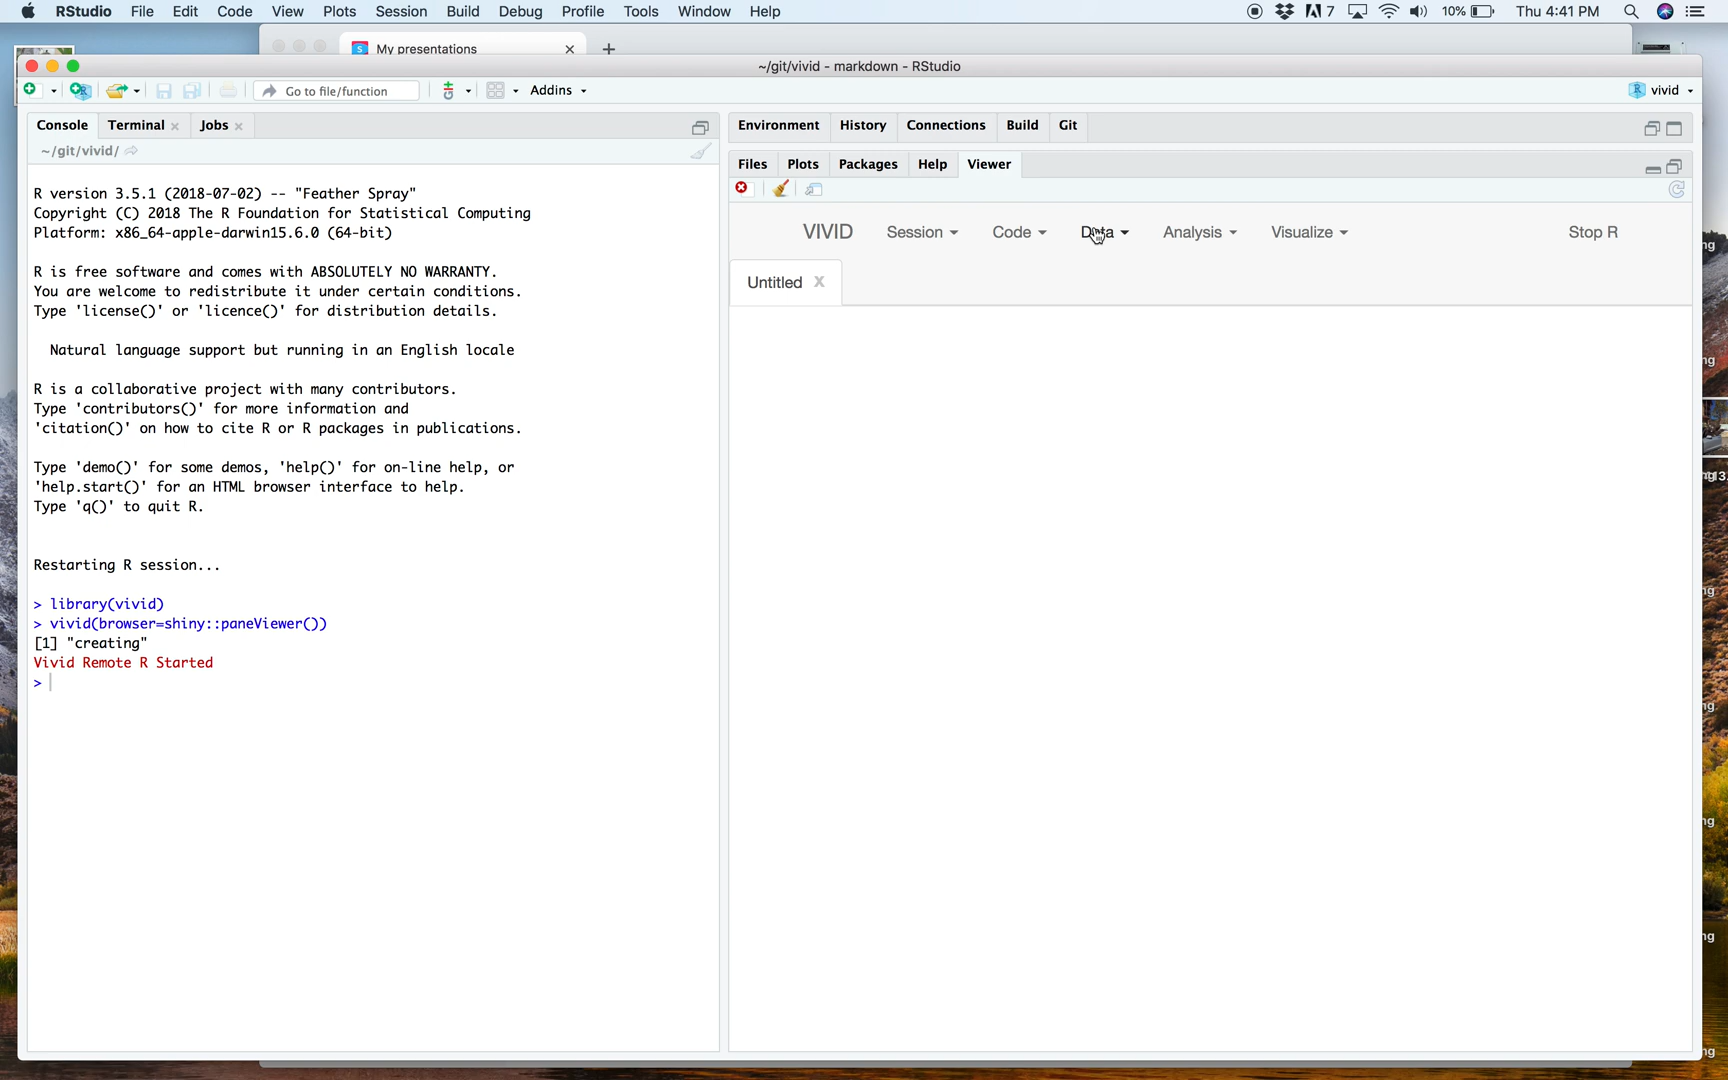 RStudio File Edit Code View Plots Session Build Debug Profile Tools Window Help 7 10% Thu 4:41 PM
My presentations
~/git/vivid - markdown - RStudio
Go to file/function Addins vivid
Console Terminal Jobs
~/git/vivid/
Environment History Connections Build Git
Files Plots Packages Help Viewer
VIVID Session Code Data Analysis Visualize Stop R
Untitled
R version 3.5.1 (2018-07-02) -- "Feather Spray"
Copyright (C) 2018 The R Foundation for Statistical Computing
Platform: x86_64-apple-darwin15.6.0 (64-bit)
R is free software and comes with ABSOLUTELY NO WARRANTY.
You are welcome to redistribute it under certain conditions.
Type 'license()' or 'licence()' for distribution details.
Natural language support but running in an English locale
R is a collaborative project with many contributors.
Type 'contributors()' for more information and
'citation()' on how to cite R or R packages in publications.
Type 'demo()' for some demos, 'help()' for on-line help, or
'help.start()' for an HTML browser interface to help.
Type 'q()' to quit R.
Restarting R session...
> library(vivid)
> vivid(browser=shiny::paneViewer())
[1] "creating"
Vivid Remote R Started
>